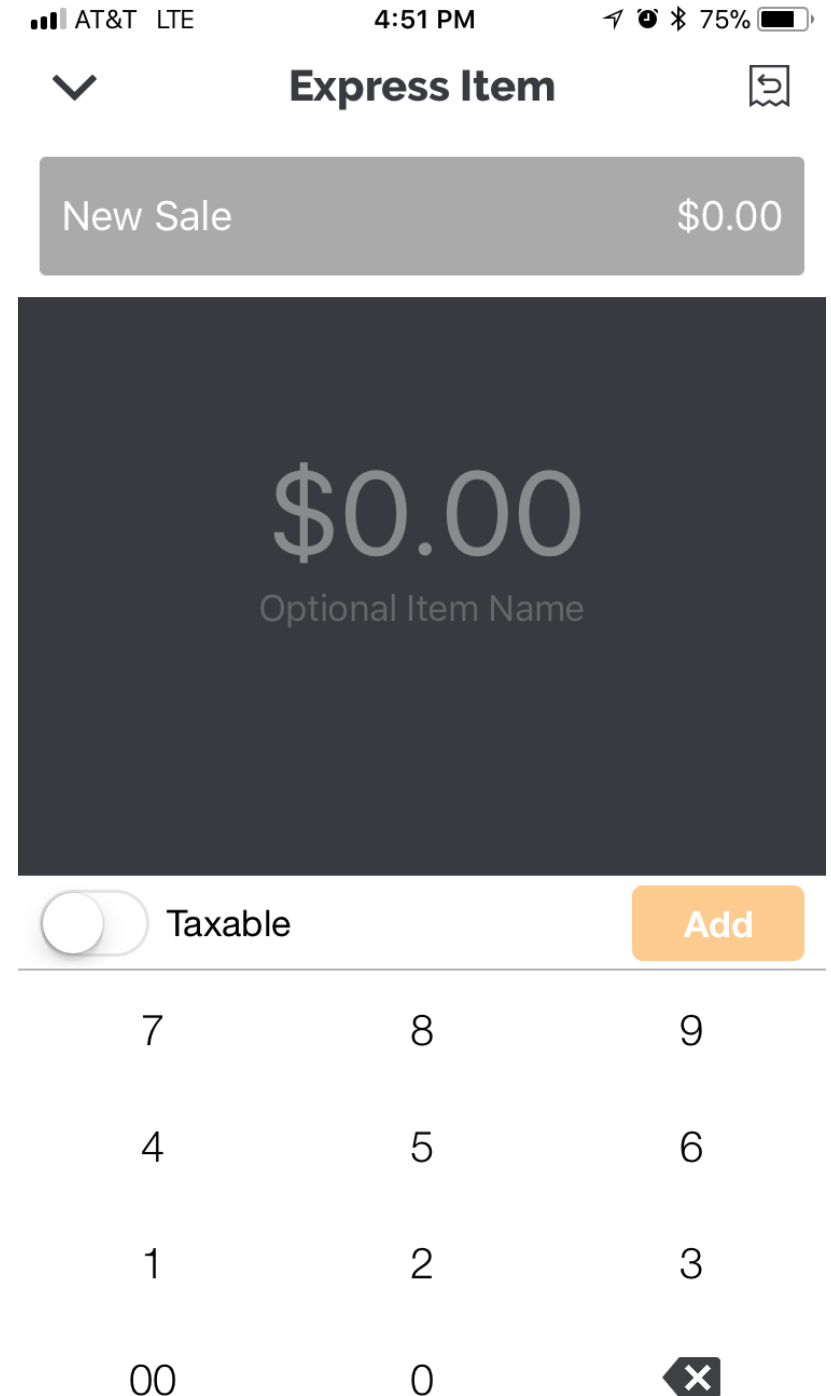 AT&T LTE 4:51 PM 75%
Express Item
New Sale $0.00
$0.00
Optional Item Name
Taxable Add
7 8 9
4 5 6
1 2 3
00 0